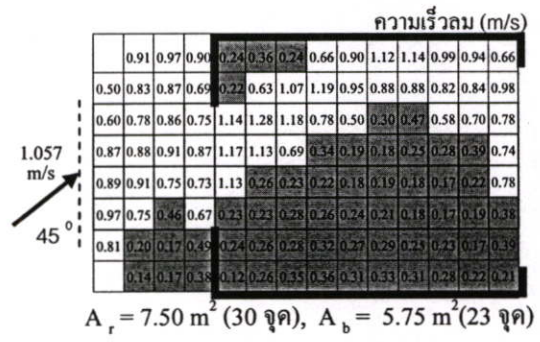 ความเร็วลม (m/s)
0.91 0.97 0.90 0.24 0.36 0.24 0.66 0.90 1.12 1.14 0.99 0.94 0.66
0.50 0.83 0.87 0.69 0.22 0.63 1.07 1.19 0.95 0.88 0.88 0.82 0.84 0.98
0.60 0.78 0.86 0.75 1.14 1.28 1.18 0.78 0.50 0.30 0.47 0.58 0.70 0.78
0.87 0.88 0.91 0.87 1.17 1.13 0.69 0.34 0.19 0.18 0.25 0.28 0.39 0.74
0.89 0.91 0.75 0.73 1.13 0.26 0.23 0.22 0.18 0.19 0.18 0.17 0.22 0.78
0.97 0.75 0.46 0.67 0.23 0.23 0.28 0.26 0.24 0.21 0.18 0.17 0.19 0.38
0.81 0.20 0.17 0.49 0.24 0.26 0.28 0.32 0.27 0.29 0.25 0.23 0.17 0.39
0.14 0.17 0.38 0.12 0.26 0.35 0.36 0.31 0.33 0.31 0.28 0.22 0.21
1.057
m/s
45°
A r = 7.50 m² (30 จุด), A b = 5.75 m²(23 จุด)